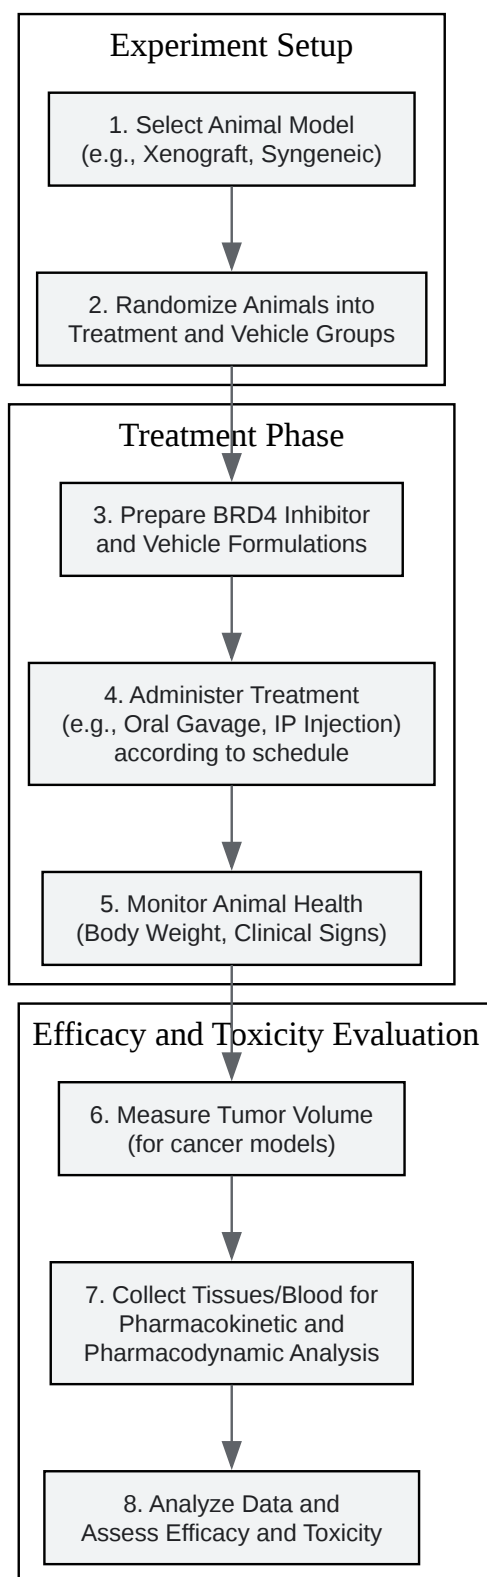 Experiment Setup
1. Select Animal Model
(e.g., Xenograft, Syngeneic)
2. Randomize Animals into
Treatment and Vehicle Groups
Treatment Phase
3. Prepare BRD4 Inhibitor
and Vehicle Formulations
4. Administer Treatment
(e.g., Oral Gavage, IP Injection)
according to schedule
5. Monitor Animal Health
(Body Weight, Clinical Signs)
Efficacy and Toxicity Evaluation
6. Measure Tumor Volume
(for cancer models)
7. Collect Tissues/Blood for
Pharmacokinetic and
Pharmacodynamic Analysis
8. Analyze Data and
Assess Efficacy and Toxicity